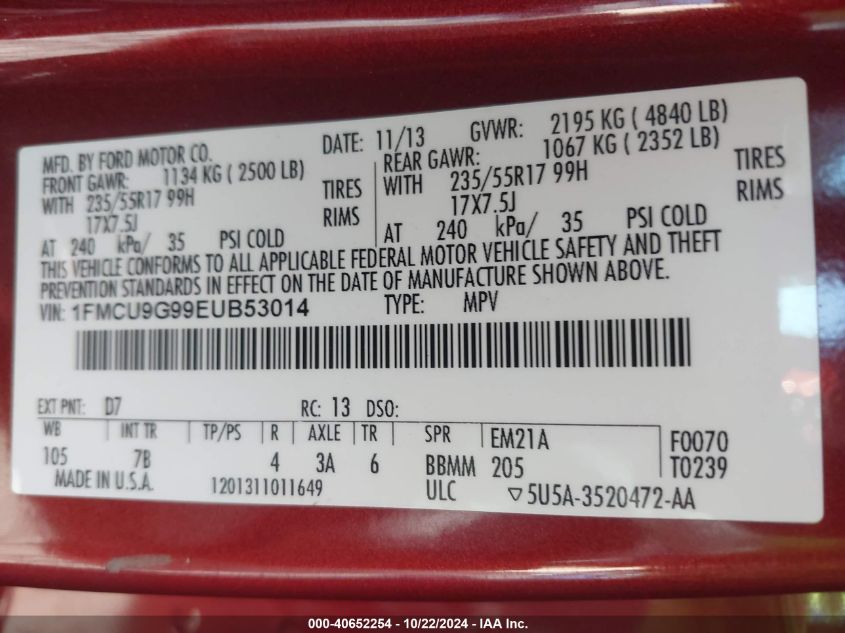 MFD. BY FORD MOTOR CO. DATE: 11/13 GVWR: 2195 KG ( 4840 LB)
FRONT GAWR: 1134 KG ( 2500 LB) REAR GAWR: 1067 KG ( 2352 LB)
WITH 235/55R17 99H TIRES WITH 235/55R17 99H TIRES
17X7.5J RIMS 17X7.5J RIMS
AT 240 kPa/ 35 PSI COLD AT 240 kPa/ 35 PSI COLD
THIS VEHICLE CONFORMS TO ALL APPLICABLE FEDERAL MOTOR VEHICLE SAFETY AND THEFT
PREVENTION STANDARDS IN EFFECT ON THE DATE OF MANUFACTURE SHOWN ABOVE.
VIN: 1FMCU9G99EUB53014 TYPE: MPV
EXT PNT: D7 RC: 13 DSO:
WB INT TR TP/PS R AXLE TR SPR EM21A F0070
105 7B 4 3A 6 BBMM 205 T0239
MADE IN U.S.A. 1201311011649 ULC ▽5U5A-3520472-AA
000-40652254 - 10/22/2024 - IAA Inc.